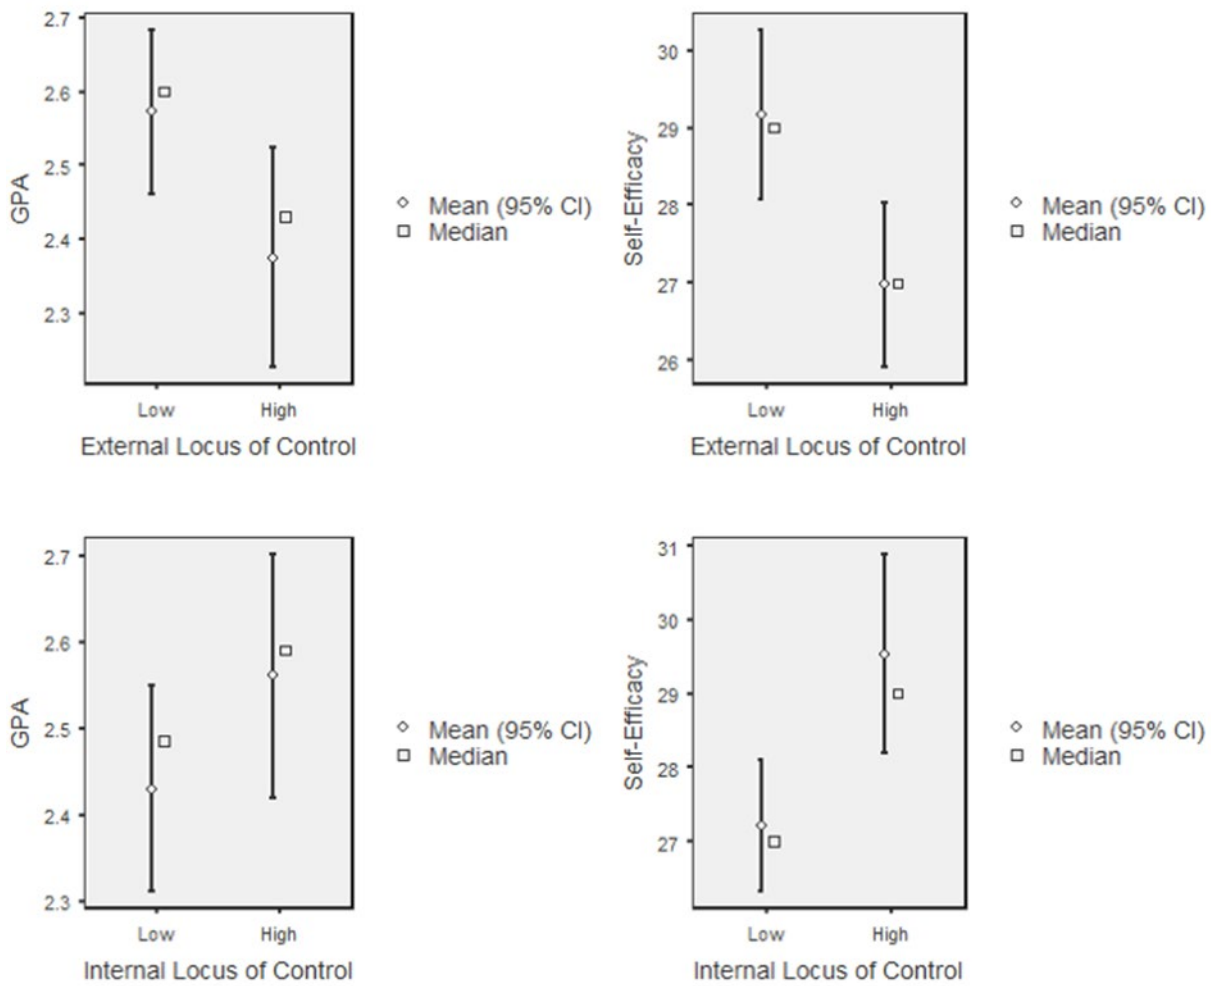 2.7
2.6
2.5
2.4
2.3
GPA
Low High
External Locus of Control
Mean (95% CI)
Median
30
29
28
27
26
Self-Efficacy
Low High
External Locus of Control
Mean (95% CI)
Median
2.7
2.6
2.5
2.4
2.3
GPA
Low High
Internal Locus of Control
Mean (95% CI)
Median
31
30
29
28
27
Self-Efficacy
Low High
Internal Locus of Control
Mean (95% CI)
Median